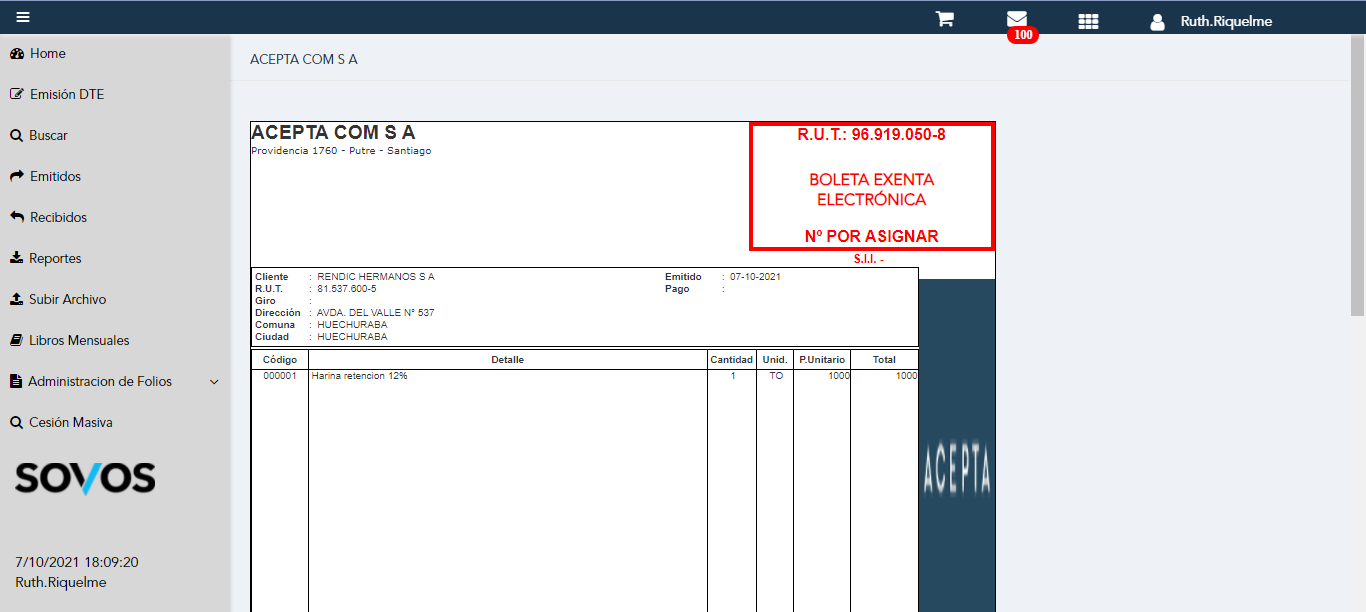 Ruth.Riquelme
100
Home
Emisión DTE
Buscar
Emitidos
Recibidos
Reportes
Subir Archivo
Libros Mensuales
Administracion de Folios
Cesión Masiva
SOVOS
7/10/2021 18:09:20
Ruth.Riquelme
ACEPTA COM S A
ACEPTA COM S A
Providencia 1760 - Putre - Santiago
R.U.T.: 96.919.050-8
BOLETA EXENTA
ELECTRÓNICA
Nº POR ASIGNAR
S.I.I. -
Cliente : RENDIC HERMANOS S A Emitido : 07-10-2021
R.U.T. : 81.537.600-5 Pago :
Giro :
Dirección : AVDA. DEL VALLE N° 537
Comuna : HUECHURABA
Ciudad : HUECHURABA
Código Detalle Cantidad Unid. P.Unitario Total
000001 Harina retencion 12% 1 TO 1000 1000
ACEPTA